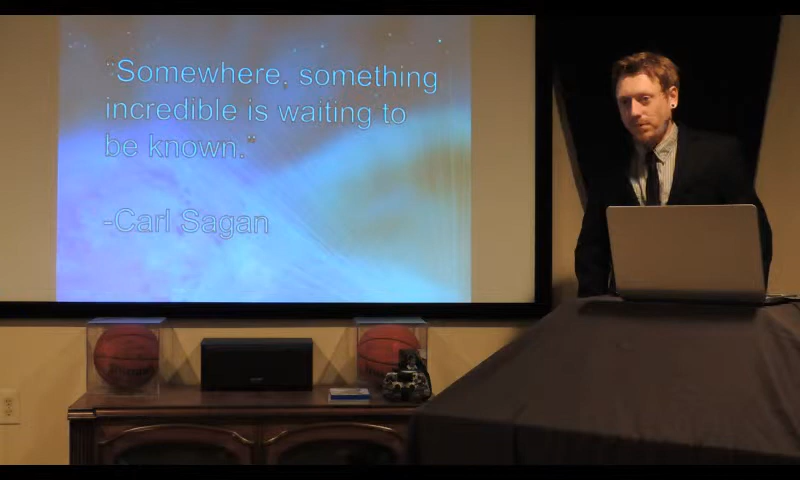 "Somewhere, something
incredible is waiting to
be known."
-Carl Sagan